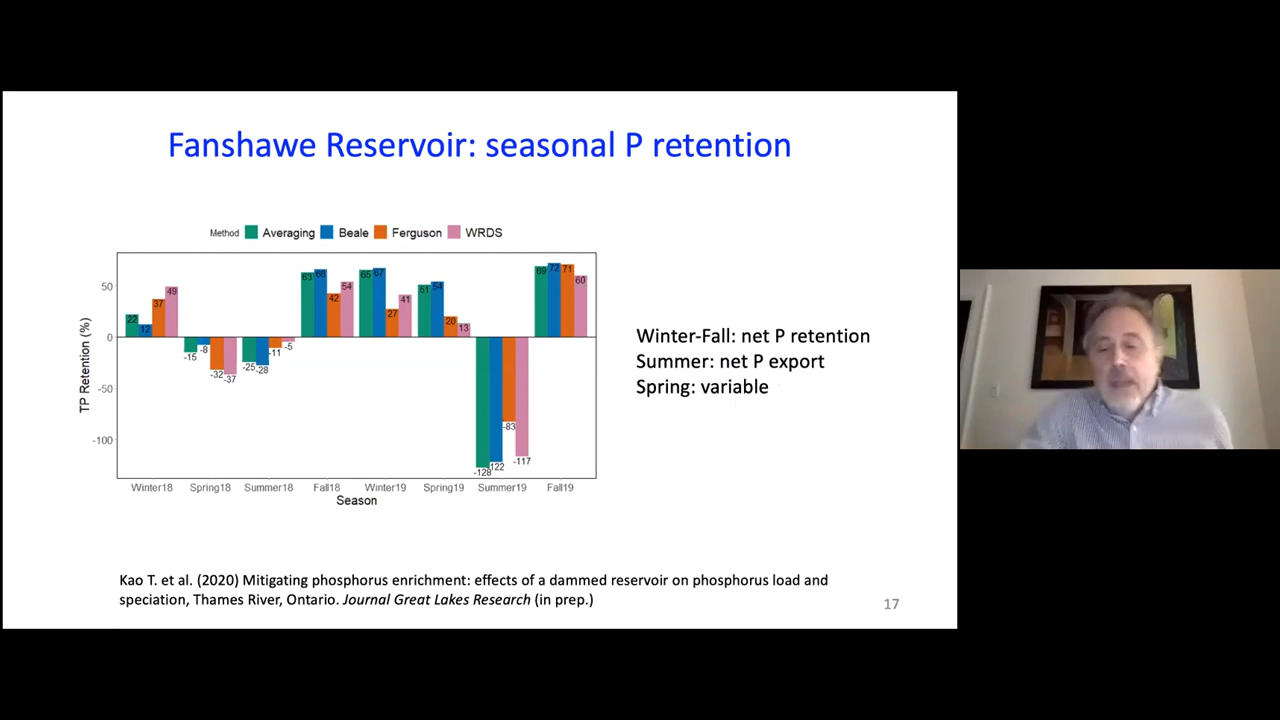 Fanshawe Reservoir: seasonal P retention
Method Averaging Beale Ferguson WRDS
TP Retention (%)
50
0
-50
-100
22 12 37 49
-15 -8 -32 -37
-25 -28 -11 -5
63 66 42 54
65 67 27 41
51 54 20 13
-128 -122 -83 -117
69 72 71 60
Winter18 Spring18 Summer18 Fall18 Winter19 Spring19 Summer19 Fall19
Season
Winter-Fall: net P retention
Summer: net P export
Spring: variable
Kao T. et al. (2020) Mitigating phosphorus enrichment: effects of a dammed reservoir on phosphorus load and
speciation, Thames River, Ontario. Journal Great Lakes Research (in prep.)
17